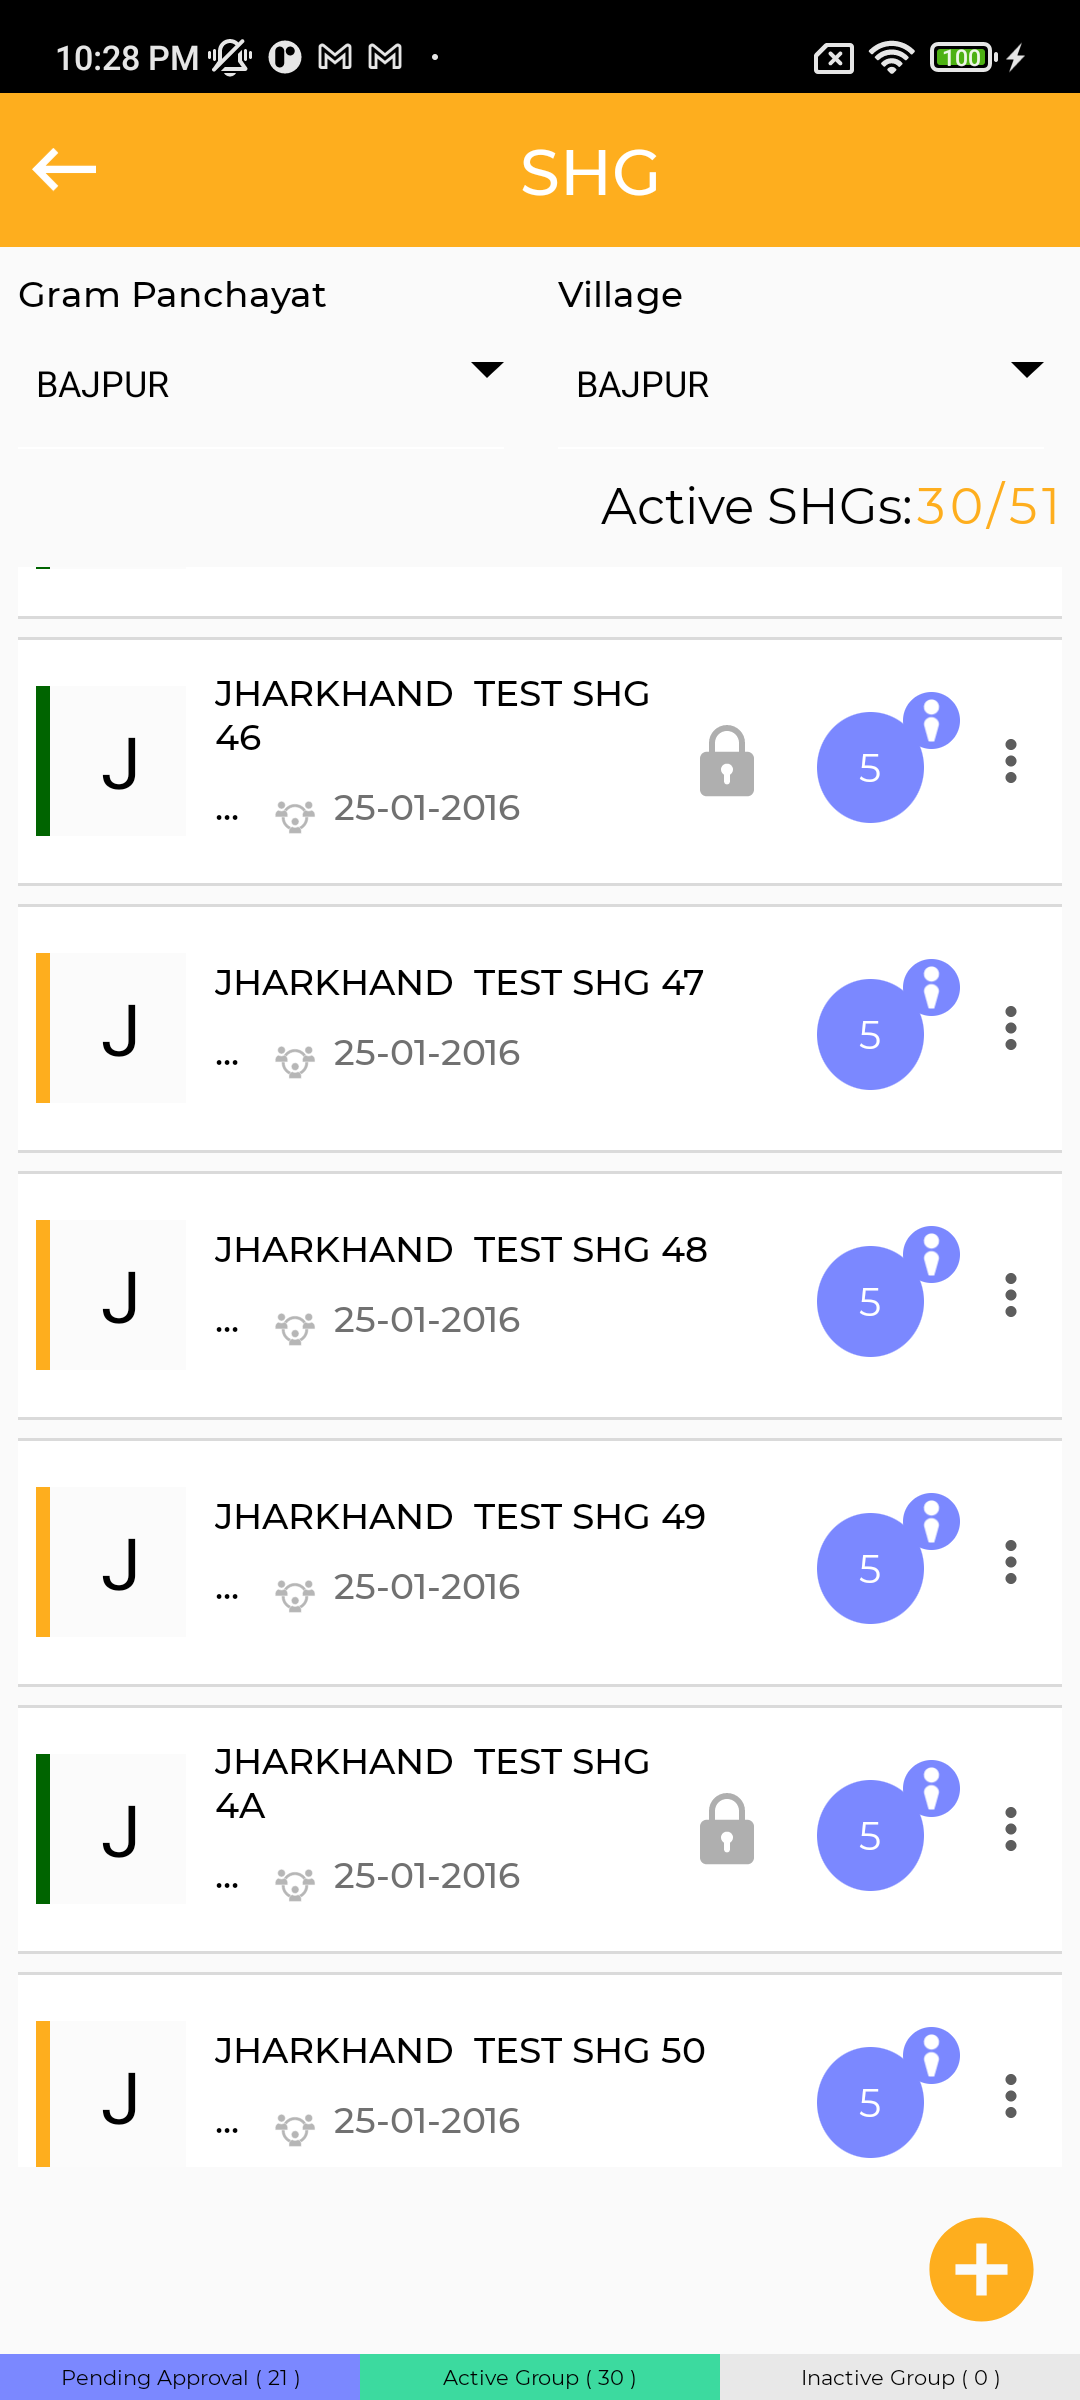 10:28 PM
100
SHG
Gram Panchayat Village
BAJPUR BAJPUR
Active SHGs:30/51
J
JHARKHAND  TEST SHG
46
... 25-01-2016
5
J
JHARKHAND  TEST SHG 47
... 25-01-2016
5
J
JHARKHAND  TEST SHG 48
... 25-01-2016
5
J
JHARKHAND  TEST SHG 49
... 25-01-2016
5
J
JHARKHAND  TEST SHG
4A
... 25-01-2016
5
J
JHARKHAND  TEST SHG 50
... 25-01-2016
5
Pending Approval ( 21 ) Active Group ( 30 ) Inactive Group ( 0 )